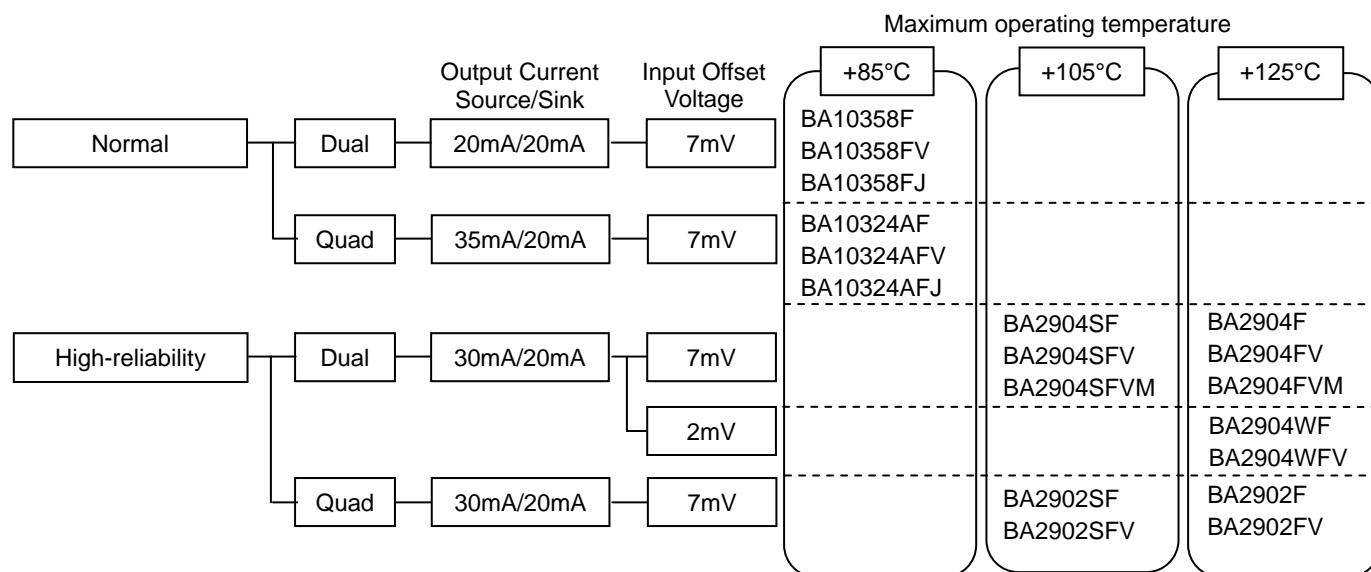 Maximum operating temperature
Output Current
Source/Sink
Input Offset
Voltage
+85°C
+105°C
+125°C
Normal
Dual
20mA/20mA
7mV
BA10358F
BA10358FV
BA10358FJ
Quad
35mA/20mA
7mV
BA10324AF
BA10324AFV
BA10324AFJ
High-reliability
Dual
30mA/20mA
7mV
BA2904SF
BA2904SFV
BA2904SFVM
BA2904F
BA2904FV
BA2904FVM
2mV
BA2904WF
BA2904WFV
Quad
30mA/20mA
7mV
BA2902SF
BA2902SFV
BA2902F
BA2902FV